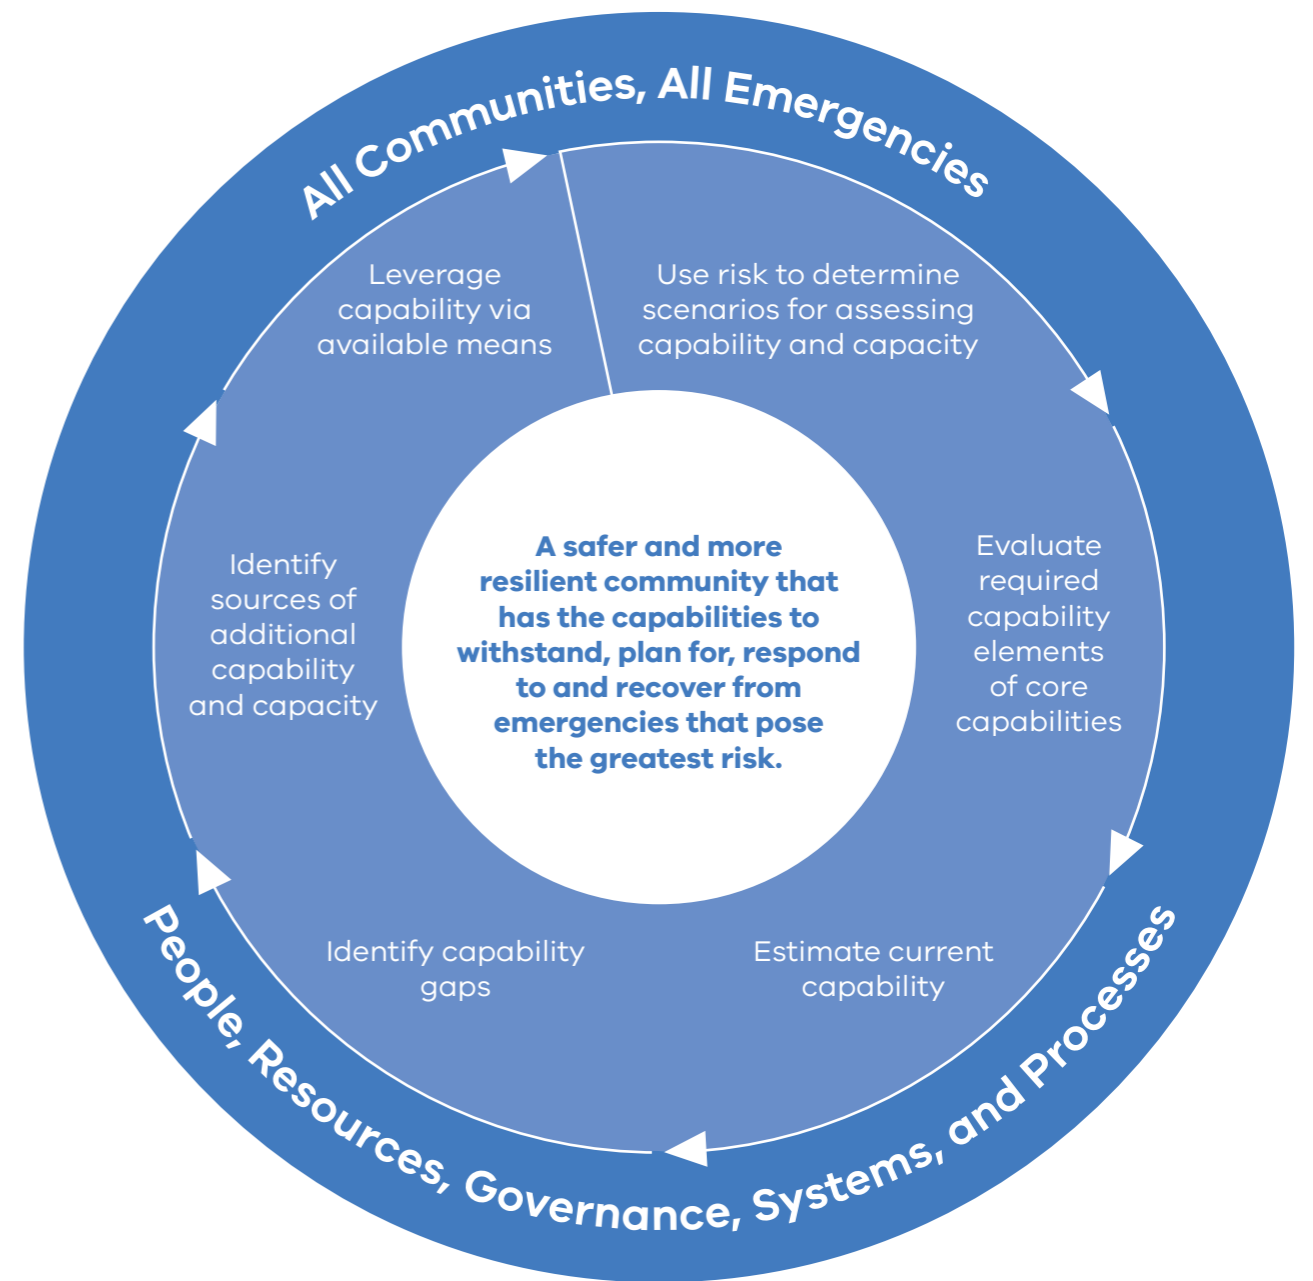 All Communities, All Emergencies
Use risk to determine
scenarios for assessing
capability and capacity
Evaluate
required
capability
elements
of core
capabilities
Estimate current
capability
Identify capability
gaps
Identify
sources of
additional
capability
and capacity
Leverage
capability via
available means
A safer and more
resilient community that
has the capabilities to
withstand, plan for, respond
to and recover from
emergencies that pose
the greatest risk.
People, Resources, Governance, Systems, and Processes